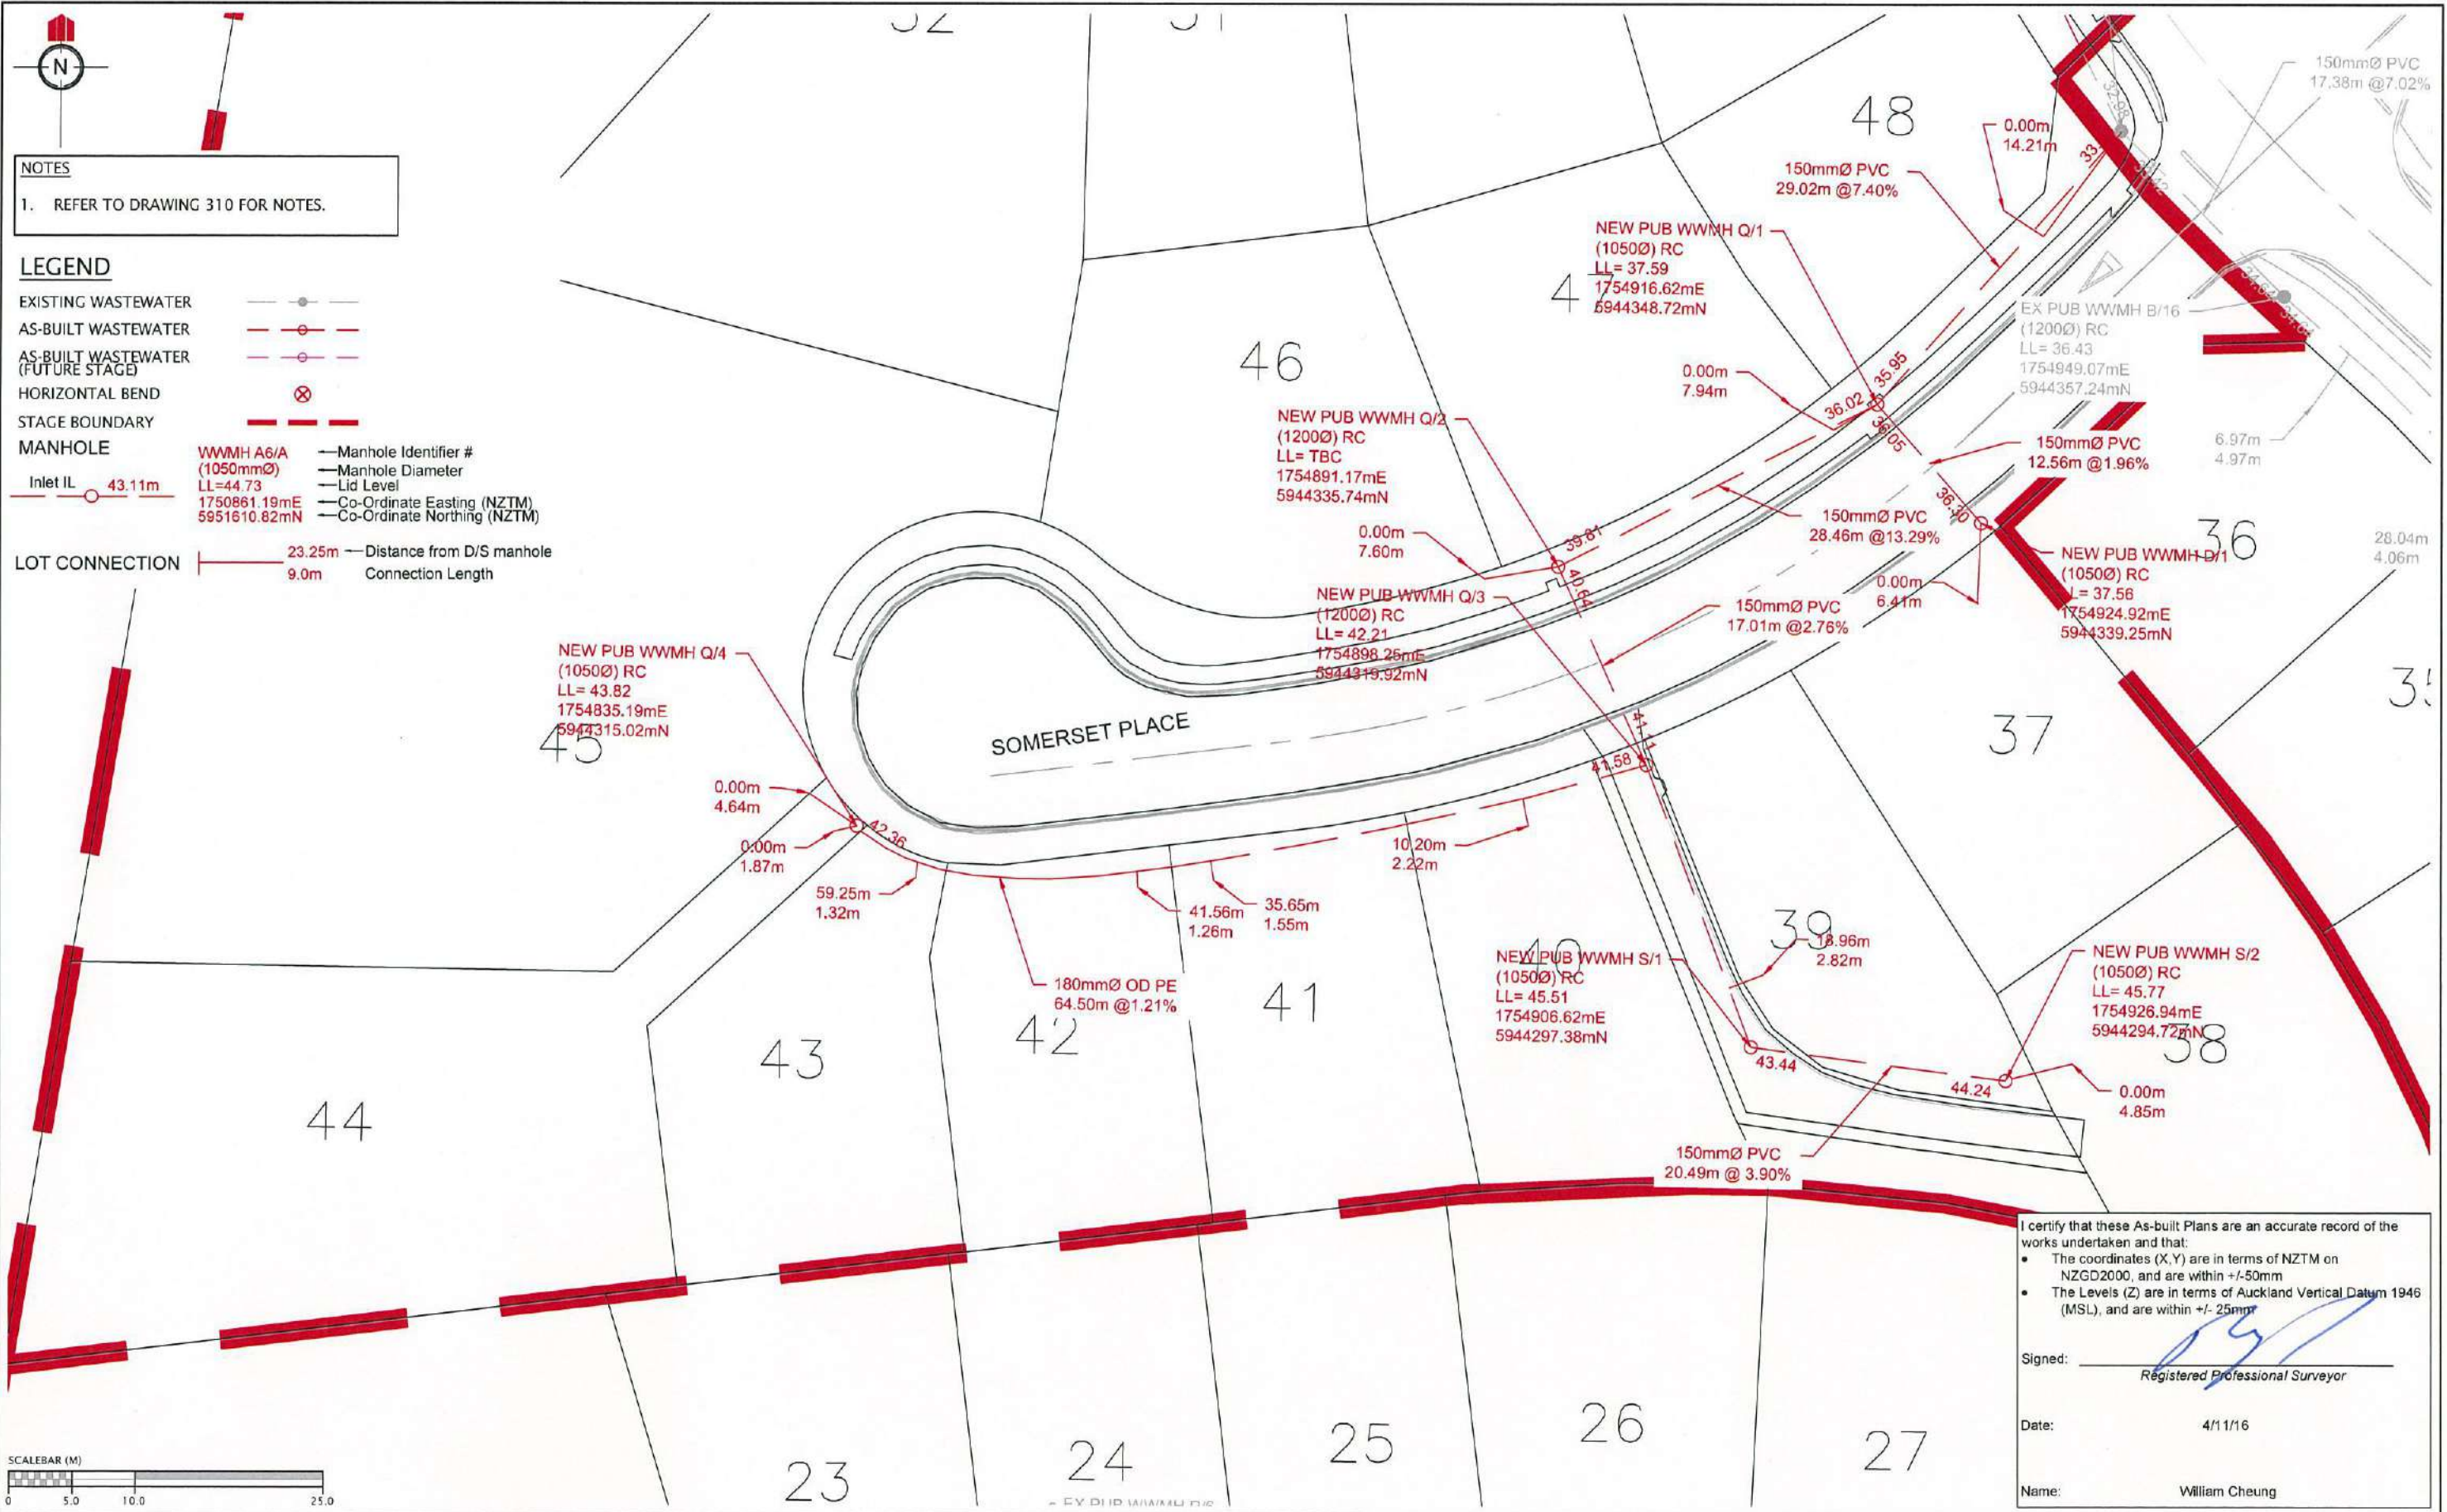 N
NOTES
1. REFER TO DRAWING 310 FOR NOTES.
LEGEND
EXISTING WASTEWATER
AS-BUILT WASTEWATER
AS-BUILT WASTEWATER
(FUTURE STAGE)
HORIZONTAL BEND
STAGE BOUNDARY
MANHOLE
Inlet IL 43.11m
WWMH A6/A Manhole Identifier #
(1050mmØ) Manhole Diameter
LL=44.73 Lid Level
1750861.19mE Co-Ordinate Easting (NZTM)
5951610.82mN Co-Ordinate Northing (NZTM)
LOT CONNECTION
23.25m Distance from D/S manhole
9.0m Connection Length
48
0.00m
14.21m
150mmØ PVC
29.02m @7.40%
150mmØ PVC
17.38m @7.02%
32.98
NEW PUB WWMH Q/1
(1050Ø) RC
LL= 37.59
1754916.62mE
5944348.72mN
47
EX PUB WWMH B/16
(1200Ø) RC
LL= 36.43
1754949.07mE
5944357.24mN
46
0.00m
7.94m
35.95
36.02
36.05
NEW PUB WWMH Q/2
(1200Ø) RC
LL= TBC
1754891.17mE
5944335.74mN
150mmØ PVC
12.56m @1.96%
6.97m
4.97m
36.30
150mmØ PVC
28.46m @13.29%
0.00m
7.60m
39.81
40.64
36
28.04m
4.06m
NEW PUB WWMH D/1
(1050Ø) RC
LL= 37.56
1754924.92mE
5944339.25mN
0.00m
6.41m
NEW PUB WWMH Q/3
(1200Ø) RC
LL= 42.21
1754898.25mE
5944319.92mN
150mmØ PVC
17.01m @2.76%
NEW PUB WWMH Q/4
(1050Ø) RC
LL= 43.82
1754835.19mE
5944315.02mN
45
SOMERSET PLACE
37
41.58
0.00m
4.64m
42.36
0.00m
1.87m
10.20m
2.22m
59.25m
1.32m
41.56m
1.26m
35.65m
1.55m
39
18.96m
2.82m
180mmØ OD PE
64.50m @1.21%
40
NEW PUB WWMH S/1
(1050Ø) RC
LL= 45.51
1754906.62mE
5944297.38mN
NEW PUB WWMH S/2
(1050Ø) RC
LL= 45.77
1754926.94mE
5944294.72mN
38
41
42
43
44
43.44
44.24
0.00m
4.85m
150mmØ PVC
20.49m @ 3.90%
23
24
25
26
27
I certify that these As-built Plans are an accurate record of the
works undertaken and that:
• The coordinates (X,Y) are in terms of NZTM on
NZGD2000, and are within +/-50mm
• The Levels (Z) are in terms of Auckland Vertical Datum 1946
(MSL), and are within +/- 25mm
Signed:
Registered Professional Surveyor
Date: 4/11/16
Name: William Cheung
SCALEBAR (M)
0 5.0 10.0 25.0